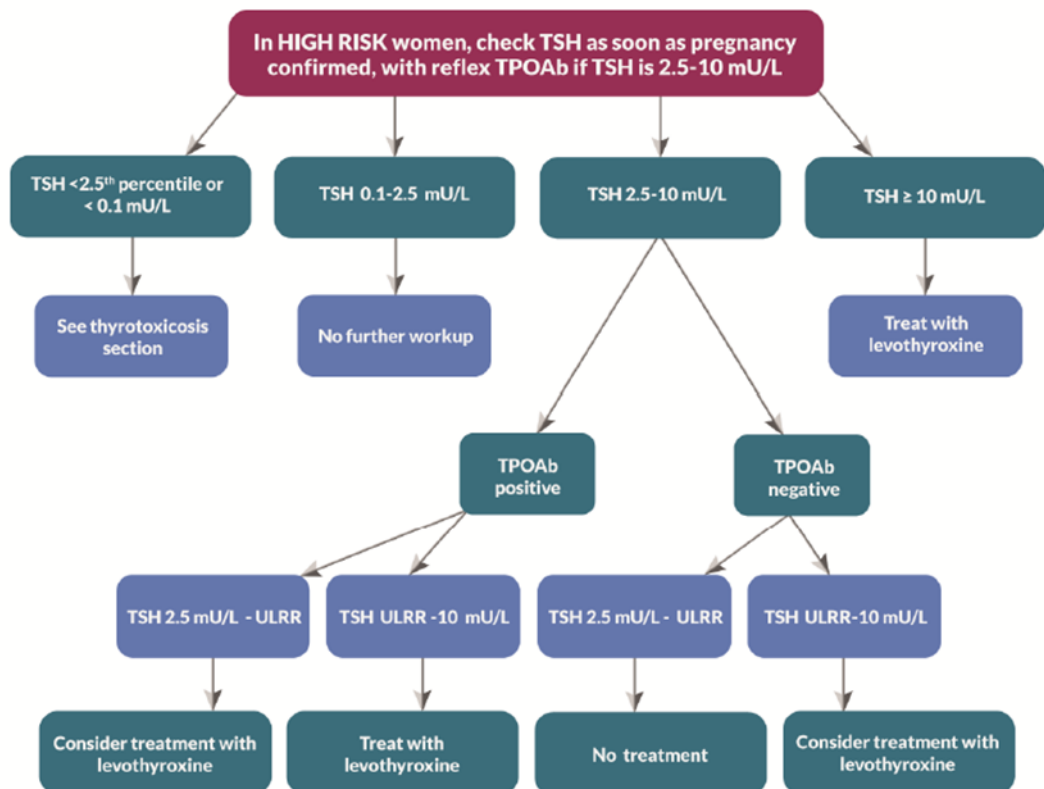 In HIGH RISK women, check TSH as soon as pregnancy
confirmed, with reflex TPOAb if TSH is 2.5-10 mU/L
TSH <2.5th percentile or
< 0.1 mU/L
TSH 0.1-2.5 mU/L
TSH 2.5-10 mU/L
TSH ≥ 10 mU/L
See thyrotoxicosis
section
No further workup
Treat with
levothyroxine
TPOAb
positive
TPOAb
negative
TSH 2.5 mU/L - ULRR
TSH ULRR -10 mU/L
TSH 2.5 mU/L - ULRR
TSH ULRR-10 mU/L
Consider treatment with
levothyroxine
Treat with
levothyroxine
No treatment
Consider treatment with
levothyroxine